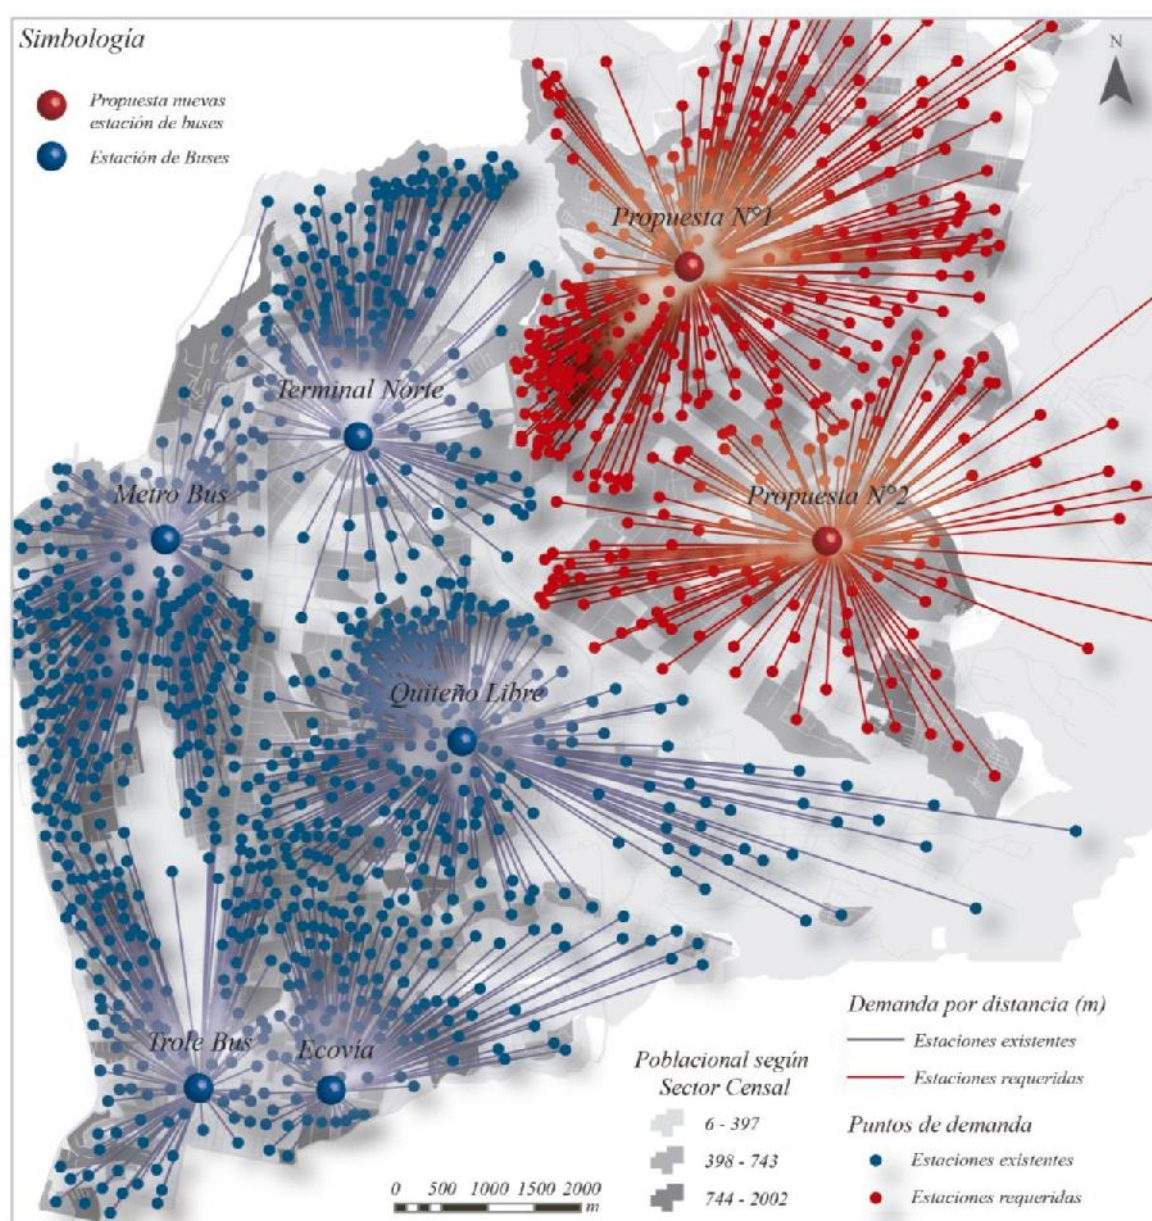 Simbología
Propuesta nuevas
estación de buses
Estación de Buses
N
Propuesta N°1
Terminal Norte
Metro Bus
Propuesta N°2
Quiteño Libre
Trole Bus
Ecovía
Poblacional según
Sector Censal
6 - 397
398 - 743
744 - 2002
0 500 1000 1500 2000
m
Demanda por distancia (m)
Estaciones existentes
Estaciones requeridas
Puntos de demanda
Estaciones existentes
Estaciones requeridas